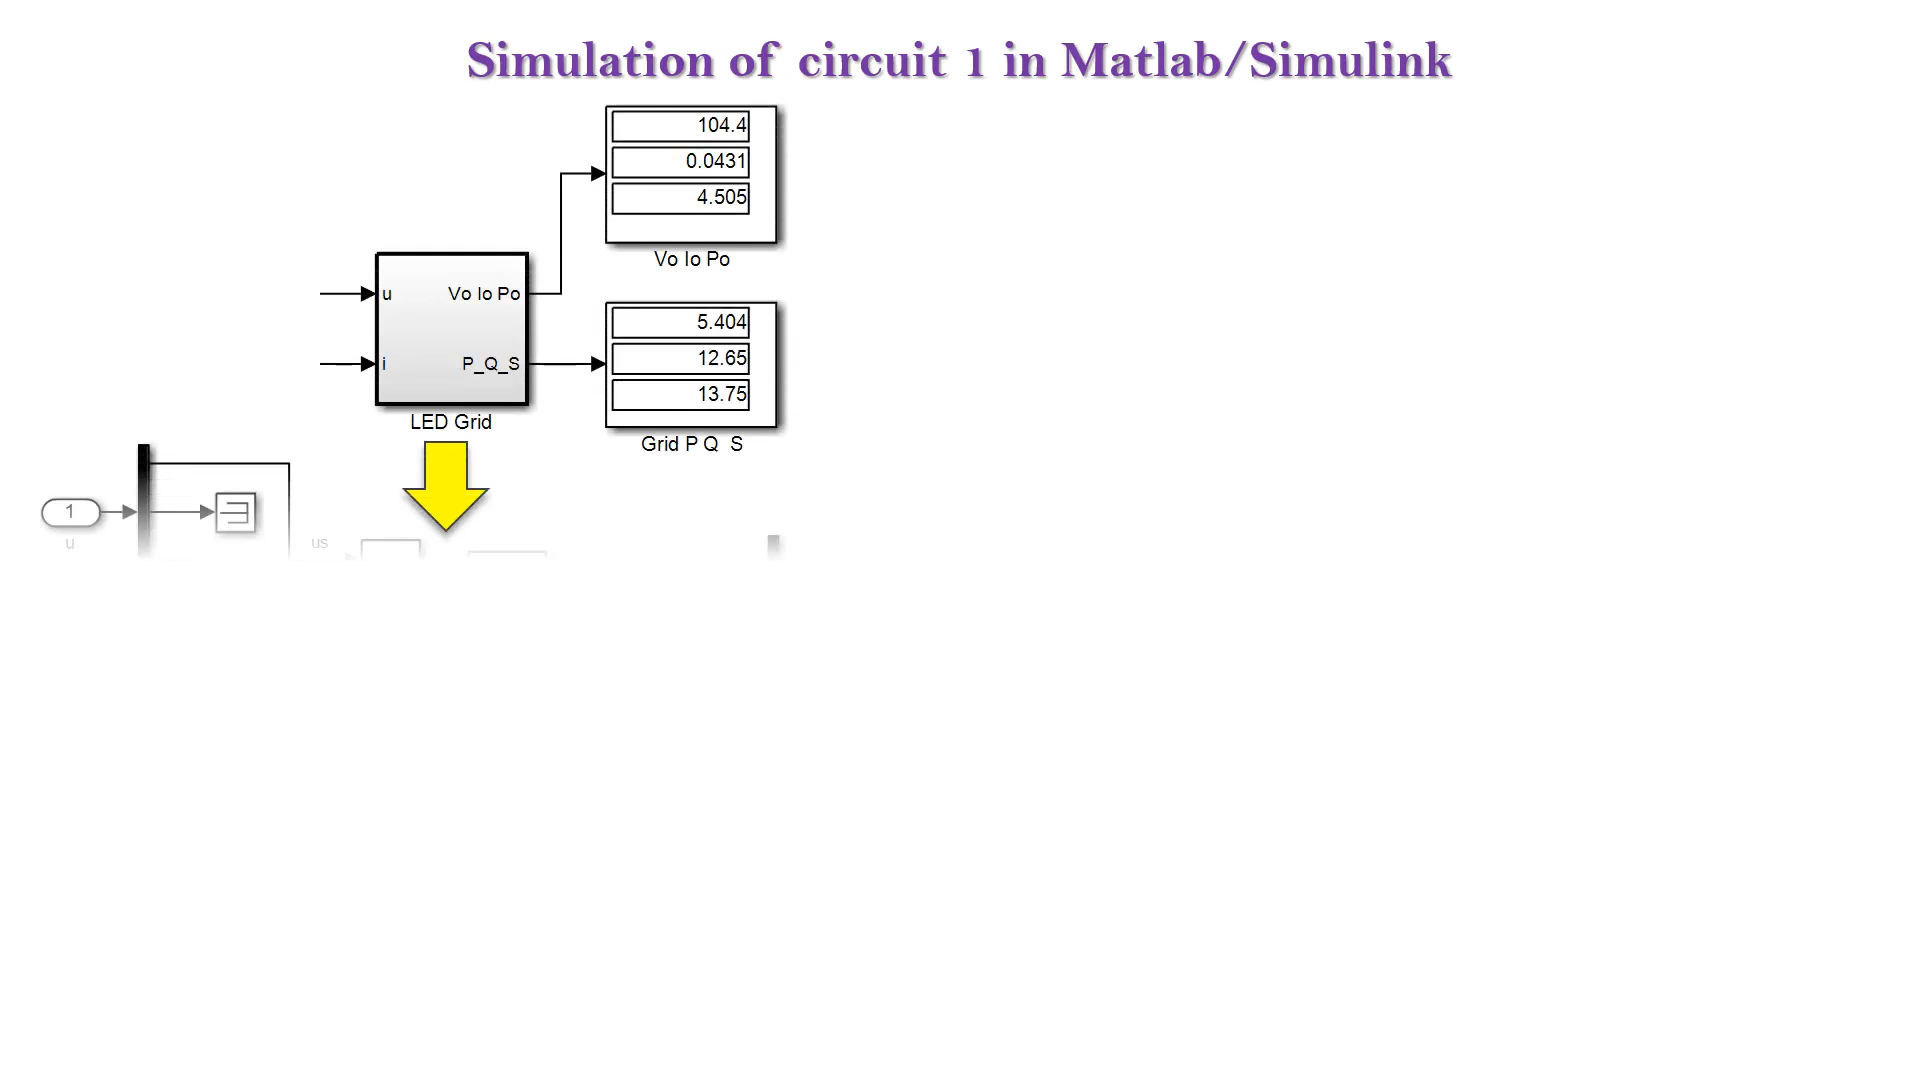 Simulation of circuit 1 in Matlab/Simulink
104.4
0.0431
4.505
Vo Io Po
u Vo Io Po
i P_Q_S
LED Grid
5.404
12.65
13.75
Grid P Q S
1
u
us